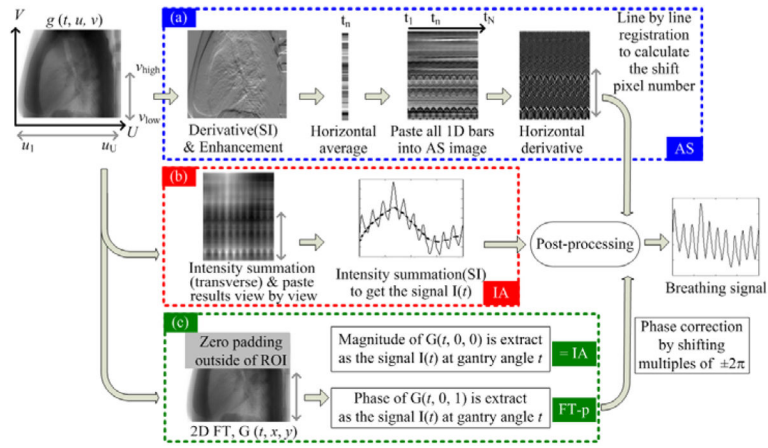 V
g (t, u, v)
v_high
v_low
U
u_1
u_U
(a)
Derivative(SI)
& Enhancement
t_n
Horizontal
average
t_1 t_n t_N
Paste all 1D bars
into AS image
Horizontal
derivative
Line by line
registration
to calculate
the shift
pixel number
AS
(b)
Intensity summation
(transverse) & paste
results view by view
Intensity summation(SI)
to get the signal I(t)
IA
Post-processing
Breathing signal
(c)
Zero padding
outside of ROI
2D FT, G (t, x, y)
Magnitude of G(t, 0, 0) is extract
as the signal I(t) at gantry angle t
= IA
Phase of G(t, 0, 1) is extract
as the signal I(t) at gantry angle t
FT-p
Phase correction
by shifting
multiples of ±2π